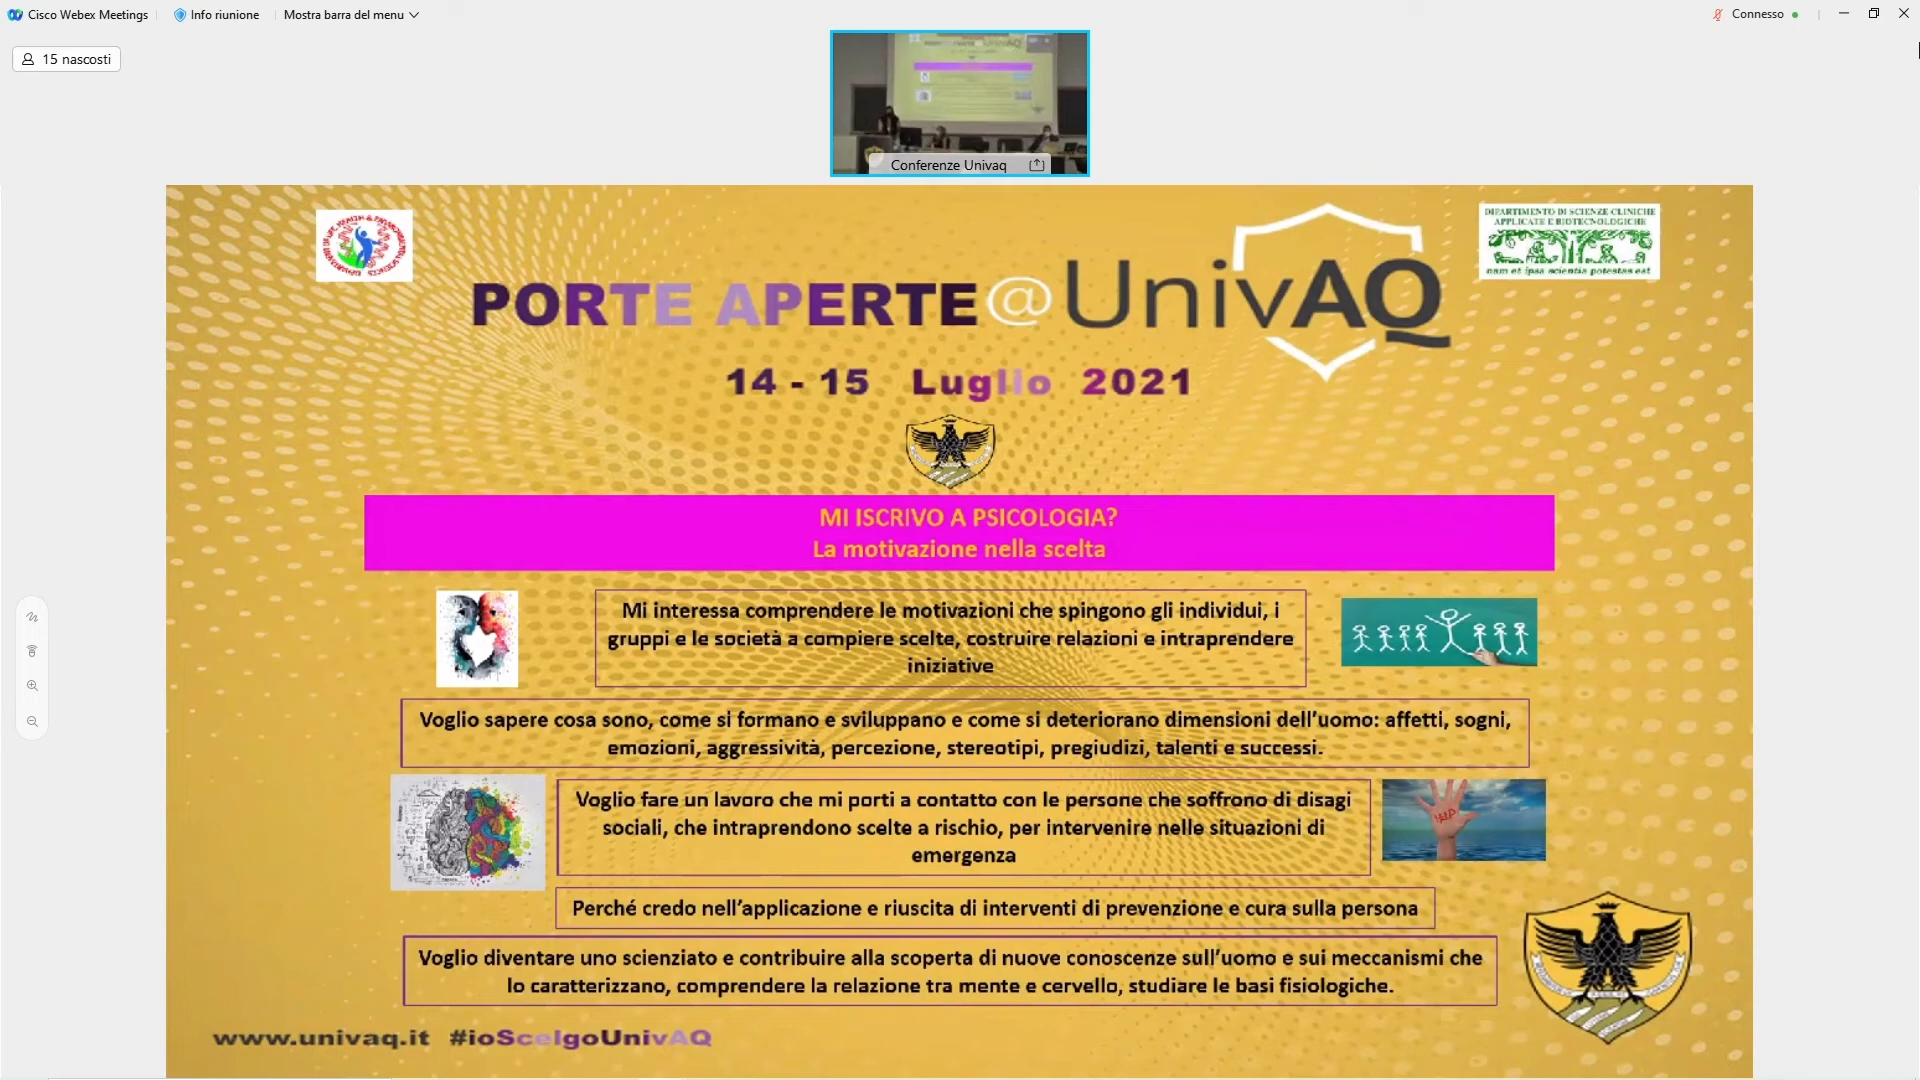 Cisco Webex Meetings
Info riunione
Mostra barra del menu
Connesso
15 nascosti
Conferenze Univaq
DIPARTIMENTO DI SCIENZE CLINICHE
APPLICATE E BIOTECNOLOGICHE
nam et ipsa scientia potestas est
PORTE APERTE@UnivAQ
14 - 15 Luglio 2021
MI ISCRIVO A PSICOLOGIA?
La motivazione nella scelta
Mi interessa comprendere le motivazioni che spingono gli individui, i
gruppi e le società a compiere scelte, costruire relazioni e intraprendere
iniziative
Voglio sapere cosa sono, come si formano e sviluppano e come si deteriorano dimensioni dell'uomo: affetti, sogni,
emozioni, aggressività, percezione, stereotipi, pregiudizi, talenti e successi.
Voglio fare un lavoro che mi porti a contatto con le persone che soffrono di disagi
sociali, che intraprendono scelte a rischio, per intervenire nelle situazioni di
emergenza
HELP
Perché credo nell'applicazione e riuscita di interventi di prevenzione e cura sulla persona
Voglio diventare uno scienziato e contribuire alla scoperta di nuove conoscenze sull'uomo e sui meccanismi che
lo caratterizzano, comprendere la relazione tra mente e cervello, studiare le basi fisiologiche.
www.univaq.it #ioScelgoUnivAQ